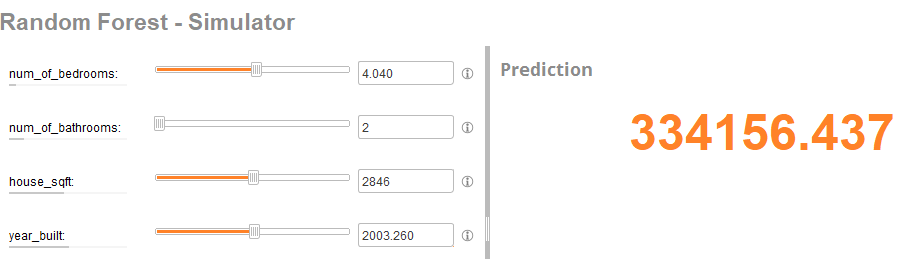 Random Forest - Simulator
num_of_bedrooms:
4.040
num_of_bathrooms:
2
house_sqft:
2846
year_built:
2003.260
Prediction
334156.437